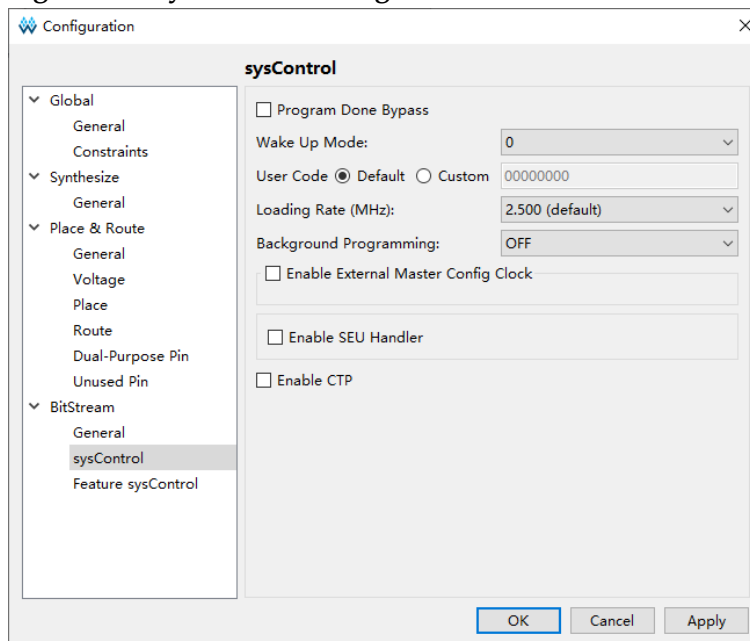 Configuration
sysControl
Global
General
Constraints
Synthesize
General
Place & Route
General
Voltage
Place
Route
Dual-Purpose Pin
Unused Pin
BitStream
General
sysControl
Feature sysControl
Program Done Bypass
Wake Up Mode: 0
User Code Default Custom 00000000
Loading Rate (MHz): 2.500 (default)
Background Programming: OFF
Enable External Master Config Clock
Enable SEU Handler
Enable CTP
OK Cancel Apply